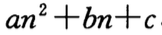 an² + bn + c